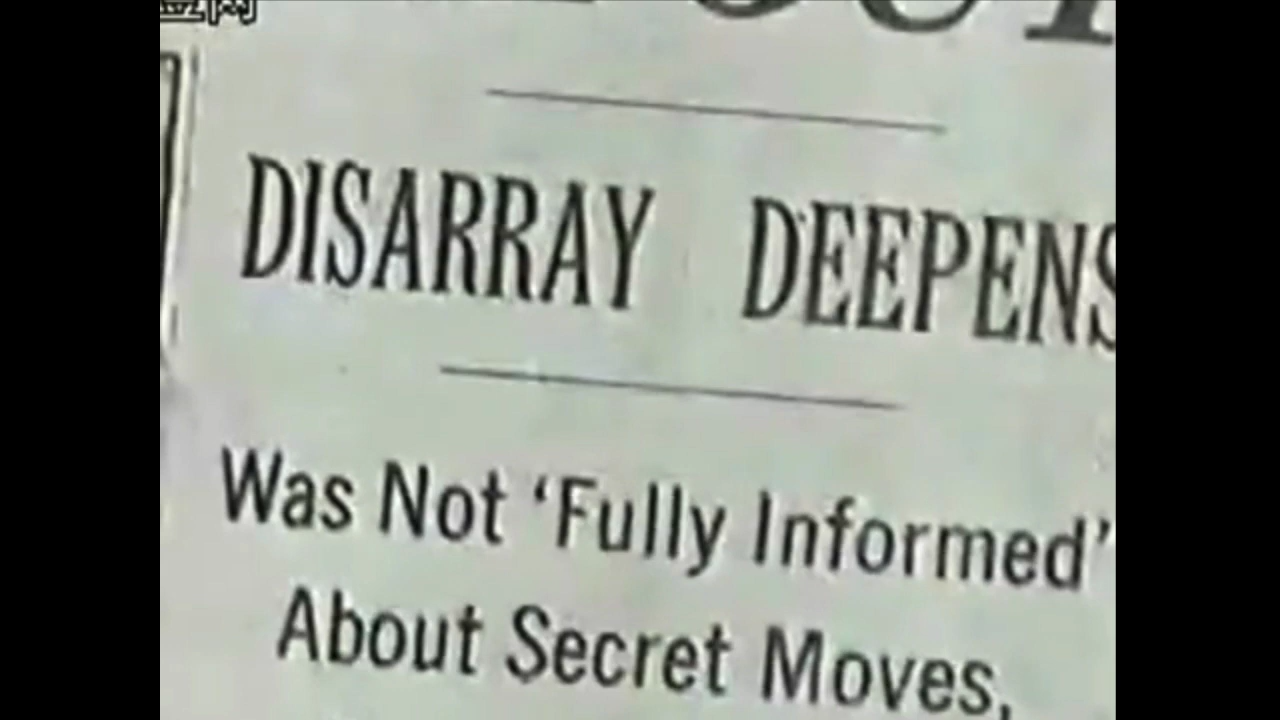 DISARRAY DEEPENS
Was Not ‘Fully Informed’
About Secret Moves,